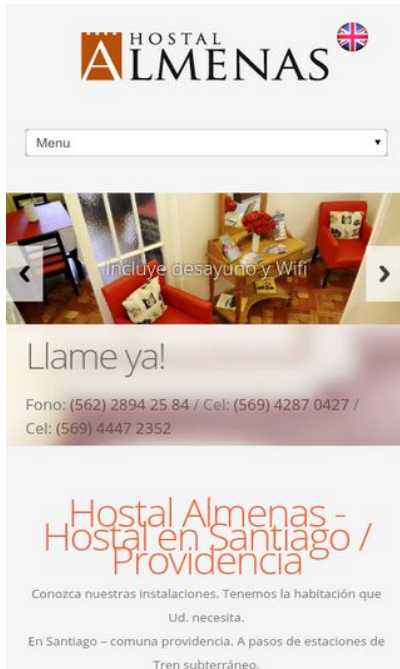 HOSTAL
ALMENAS
Menu
Incluye desayuno y Wifi
Llame ya!
Fono: (562) 2894 25 84 / Cel: (569) 4287 0427 /
Cel: (569) 4447 2352
Hostal Almenas -
Hostal en Santiago /
Providencia
Conozca nuestras instalaciones. Tenemos la habitación que
Ud. necesita.
En Santiago – comuna providencia. A pasos de estaciones de
Tren subterráneo.